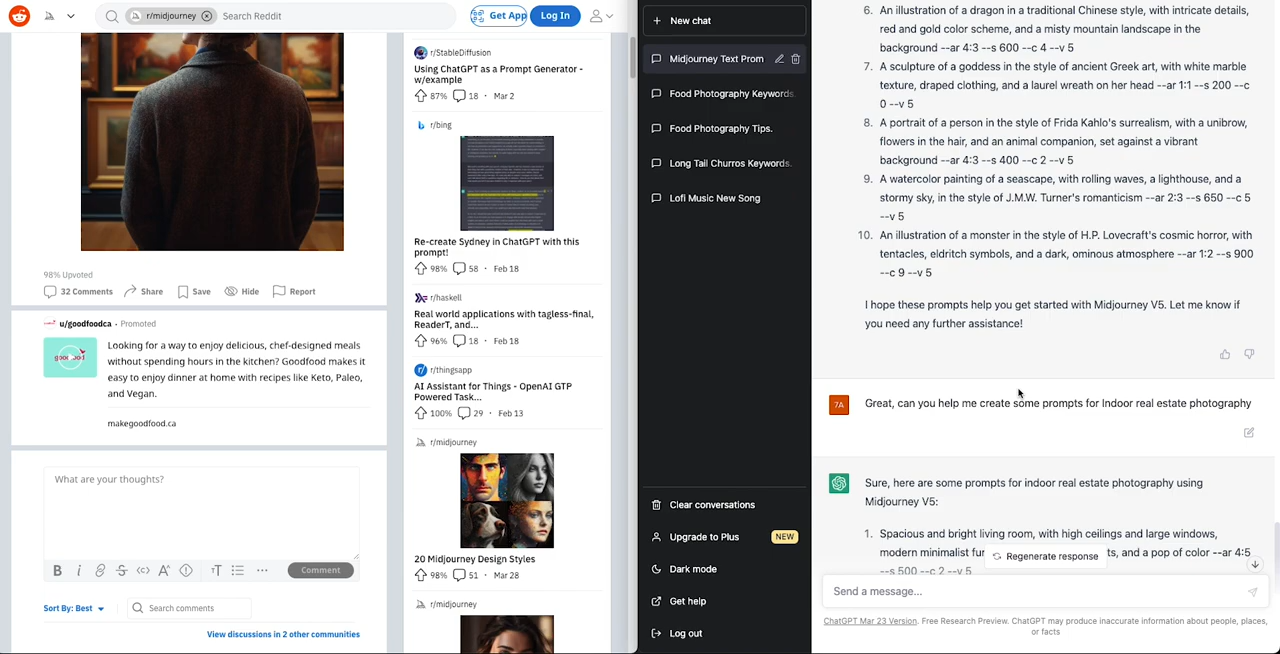 r/midjourney
Search Reddit
Get App
Log In
98% Upvoted
32 Comments
Share
Save
Hide
Report
u/goodfoodca · Promoted
goodfood
Looking for a way to enjoy delicious, chef-designed meals
without spending hours in the kitchen? Goodfood makes it
easy to enjoy dinner at home with recipes like Keto, Paleo,
and Vegan.
makegoodfood.ca
What are your thoughts?
B i
Comment
Sort By: Best
Search comments
View discussions in 2 other communities
r/StableDiffusion
Using ChatGPT as a Prompt Generator -
w/example
87% 18 · Mar 2
r/bing
Re-create Sydney in ChatGPT with this
prompt!
98% 58 · Feb 18
r/haskell
Real world applications with tagless-final,
ReaderT, and...
96% 18 · Feb 18
r/thingsapp
AI Assistant for Things - OpenAI GTP
Powered Task...
100% 29 · Feb 13
r/midjourney
20 Midjourney Design Styles
98% 51 · Mar 28
r/midjourney
New chat
Midjourney Text Prom
Food Photography Keywords.
Food Photography Tips.
Long Tail Churros Keywords.
Lofi Music New Song
Clear conversations
Upgrade to Plus NEW
Dark mode
Get help
Log out
6. An illustration of a dragon in a traditional Chinese style, with intricate details,
red and gold color scheme, and a misty mountain landscape in the
background --ar 4:3 --s 600 --c 4 --v 5
7. A sculpture of a goddess in the style of ancient Greek art, with white marble
texture, draped clothing, and a laurel wreath on her head --ar 1:1 --s 200 --c
0 --v 5
8. A portrait of a person in the style of Frida Kahlo's surrealism, with a unibrow,
flowers in the hair, and an animal companion, set against a vibrant
background --ar 4:3 --s 400 --c 2 --v 5
9. A watercolor painting of a seascape, with rolling waves, a lighthouse, and a
stormy sky, in the style of J.M.W. Turner's romanticism --ar 2:3 --s 650 --c 5
--v 5
10. An illustration of a monster in the style of H.P. Lovecraft's cosmic horror, with
tentacles, eldritch symbols, and a dark, ominous atmosphere --ar 1:2 --s 900
--c 9 --v 5
I hope these prompts help you get started with Midjourney V5. Let me know if
you need any further assistance!
7A
Great, can you help me create some prompts for Indoor real estate photography
Sure, here are some prompts for indoor real estate photography using
Midjourney V5:
1. Spacious and bright living room, with high ceilings and large windows,
modern minimalist fur ts, and a pop of color --ar 4:5
--s 500 --c 2 --v 5
Regenerate response
Send a message...
ChatGPT Mar 23 Version. Free Research Preview. ChatGPT may produce inaccurate information about people, places,
or facts